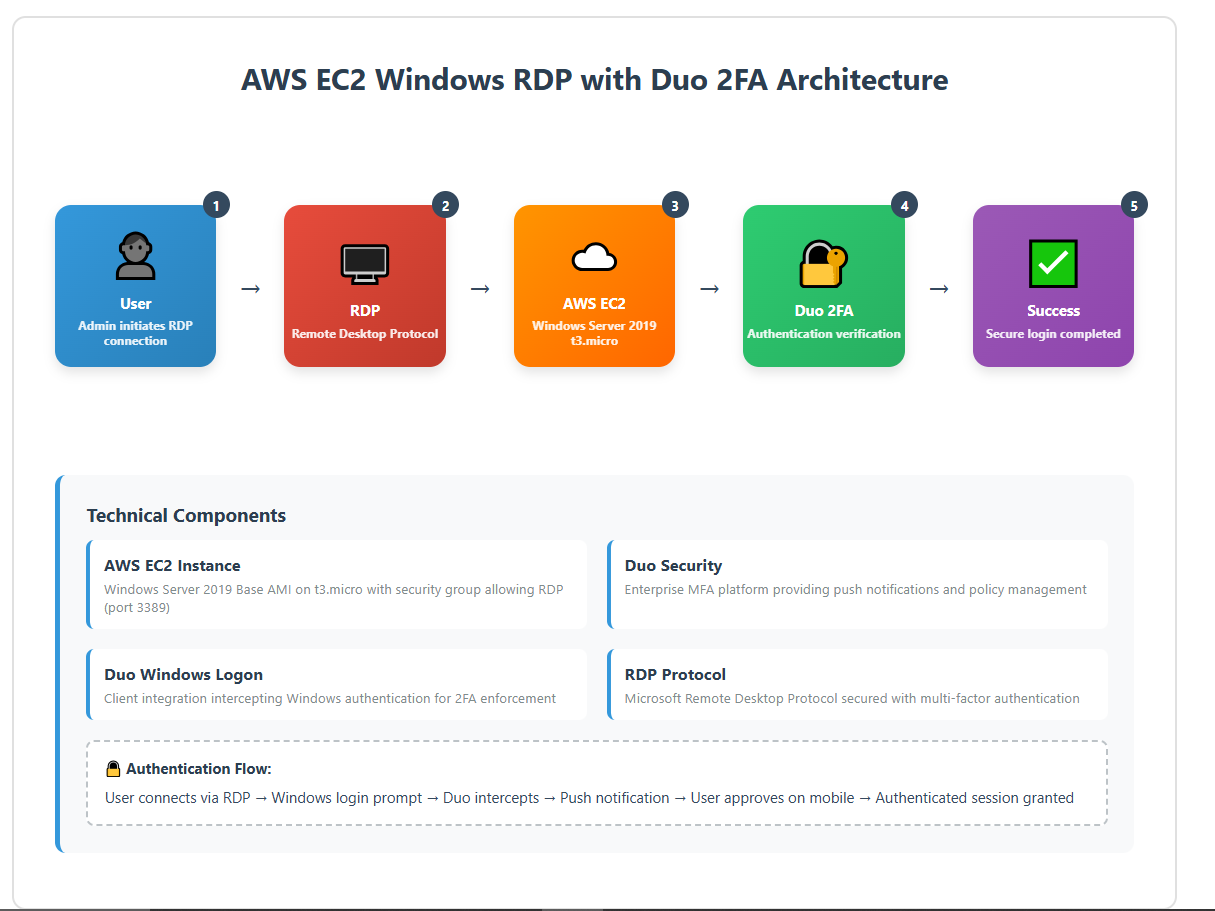 AWS EC2 Windows RDP with Duo 2FA Architecture
1
User
Admin initiates RDP
connection
→
2
RDP
Remote Desktop Protocol
→
3
AWS EC2
Windows Server 2019
t3.micro
→
4
Duo 2FA
Authentication verification
→
5
Success
Secure login completed
Technical Components
AWS EC2 Instance
Windows Server 2019 Base AMI on t3.micro with security group allowing RDP
(port 3389)
Duo Security
Enterprise MFA platform providing push notifications and policy management
Duo Windows Logon
Client integration intercepting Windows authentication for 2FA enforcement
RDP Protocol
Microsoft Remote Desktop Protocol secured with multi-factor authentication
Authentication Flow:
User connects via RDP → Windows login prompt → Duo intercepts → Push notification → User approves on mobile → Authenticated session granted